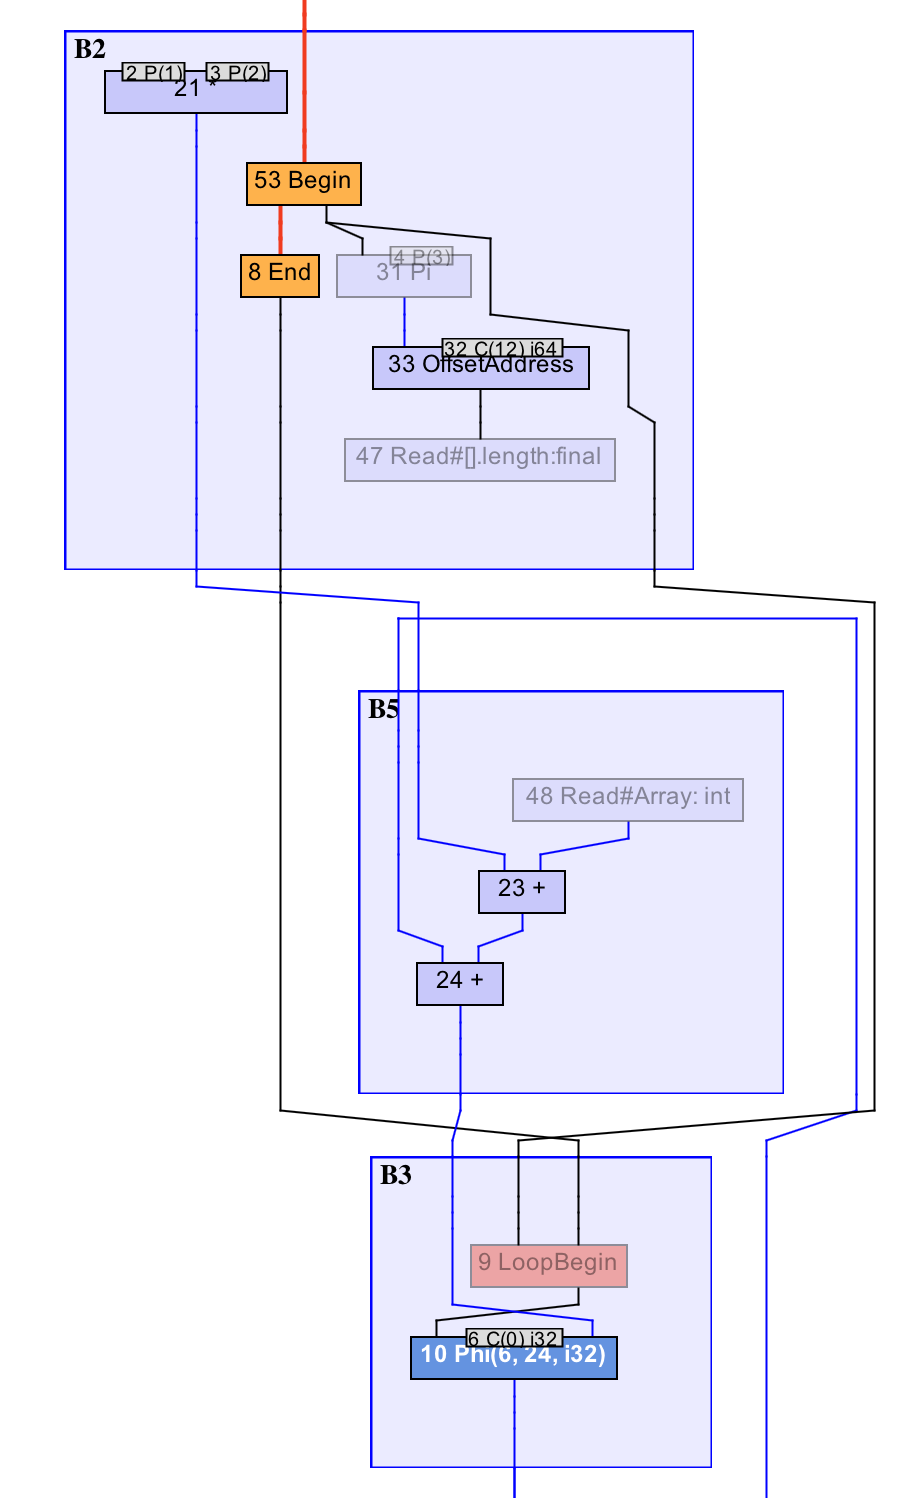 B2
2 P(1)
3 P(2)
21 *
53 Begin
4 P(3)
8 End
31 Pi
32 C(12) i64
33 OffsetAddress
47 Read#[].length:final
B5
48 Read#Array: int
23 +
24 +
B3
9 LoopBegin
6 C(0) i32
10 Phi(6, 24, i32)